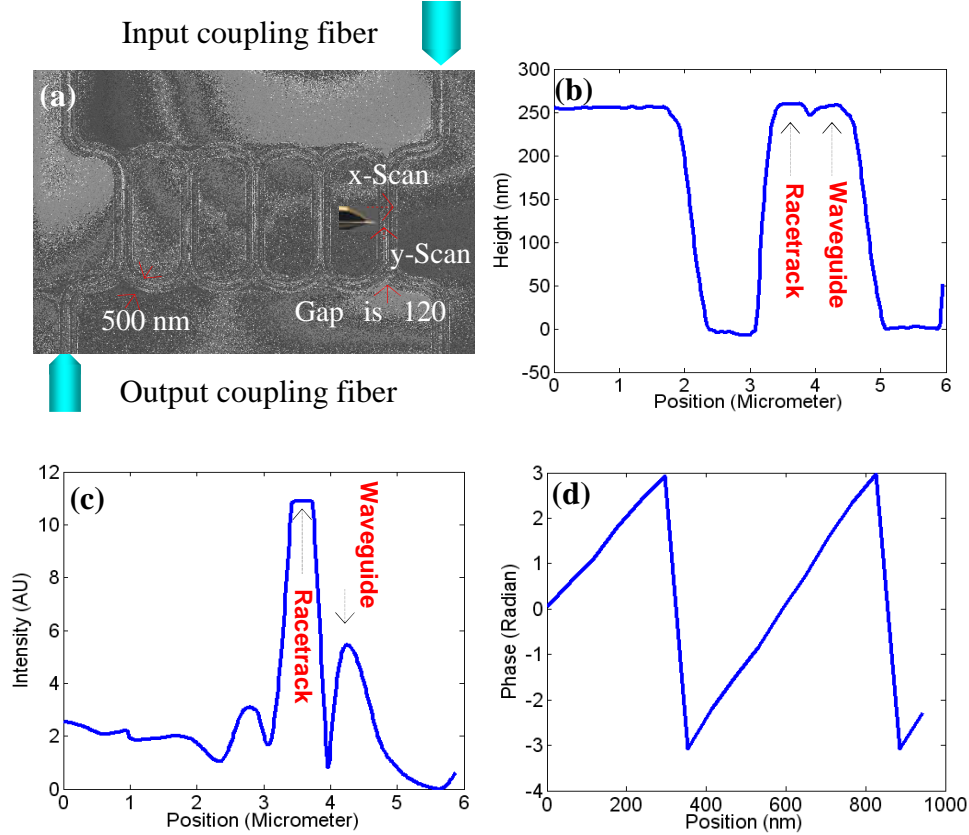 Input coupling fiber
(a)
x-Scan
y-Scan
500 nm
Gap is 120
Output coupling fiber
(b)
300
250
200
150
100
50
0
-50
Height (nm)
Racetrack
Waveguide
0 1 2 3 4 5 6
Position (Micrometer)
(c)
12
10
8
6
4
2
0
Intensity (AU)
Racetrack
Waveguide
0 1 2 3 4 5 6
Position (Micrometer)
(d)
3
2
1
0
-1
-2
-3
-4
Phase (Radian)
0 200 400 600 800 1000
Position (nm)